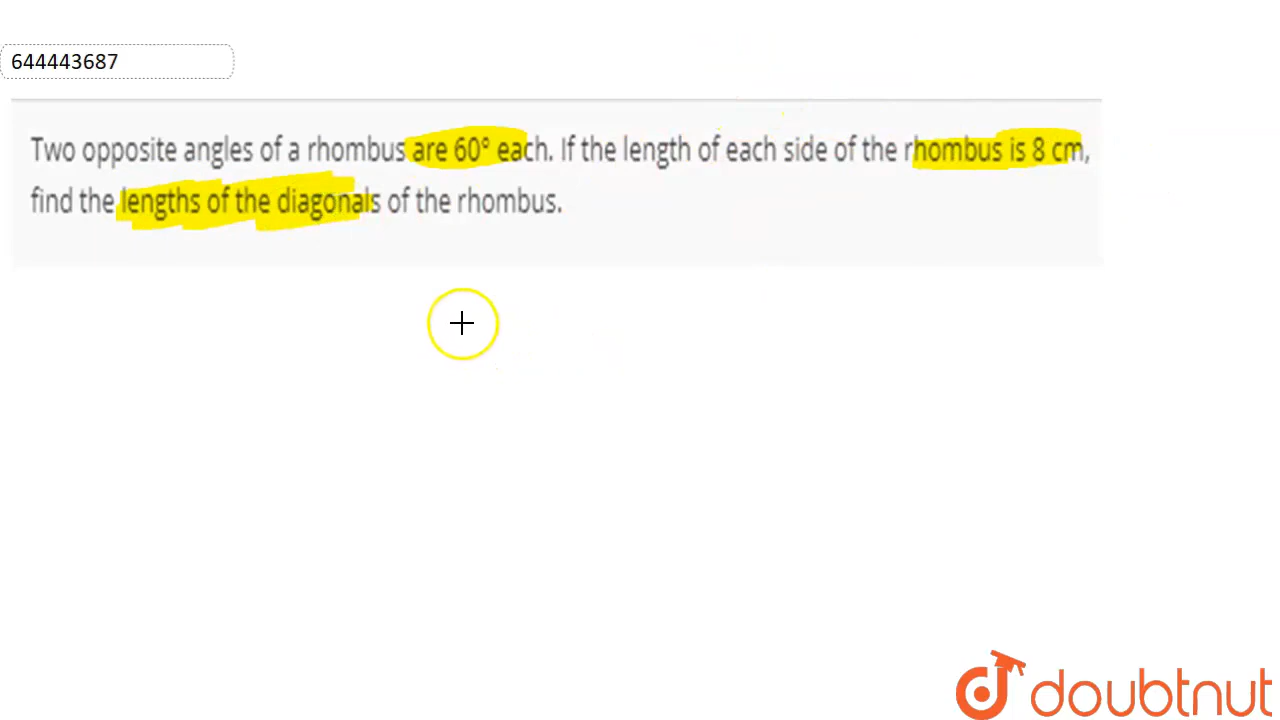 644443687
Two opposite angles of a rhombus are 60° each. If the length of each side of the rhombus is 8 cm,
find the lengths of the diagonals of the rhombus.
doubtnut